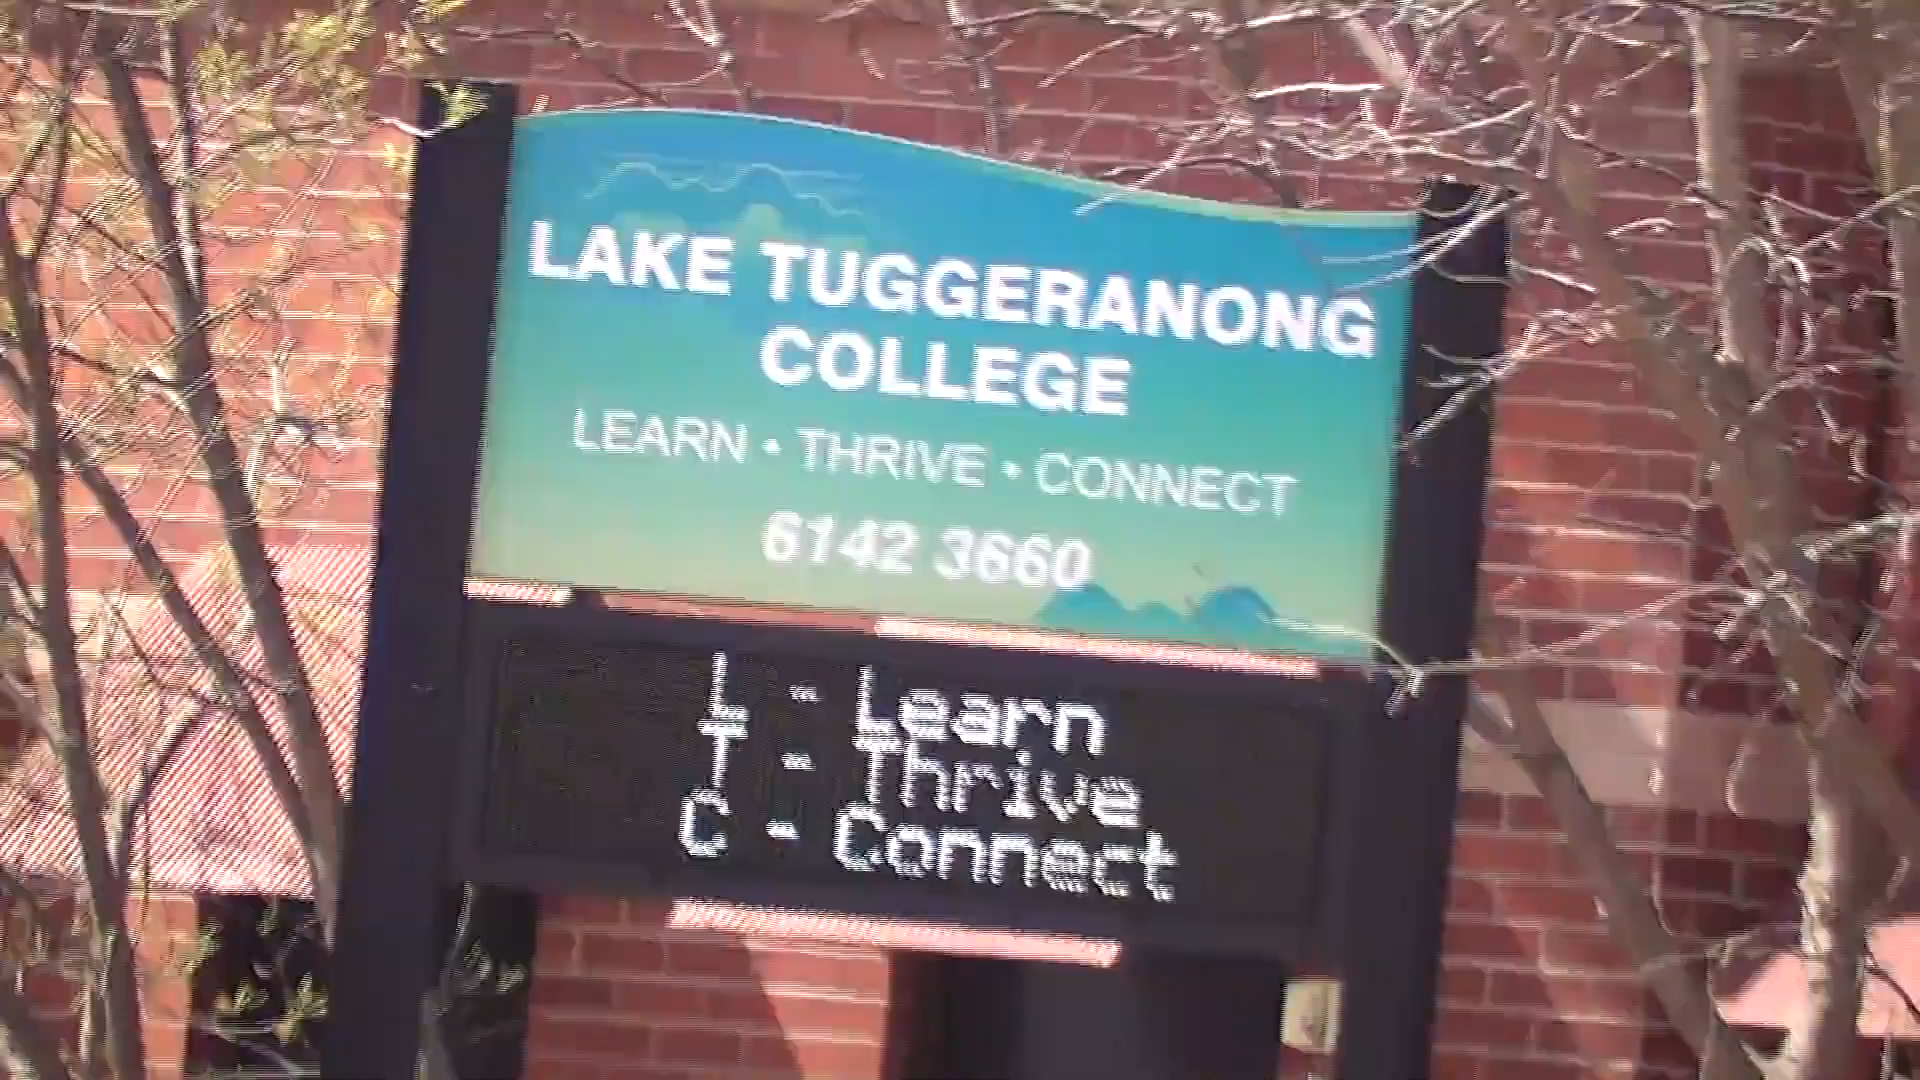 LAKE TUGGERANONG
COLLEGE
LEARN • THRIVE • CONNECT
6142 3660
L - Learn
T - Thrive
C - Connect